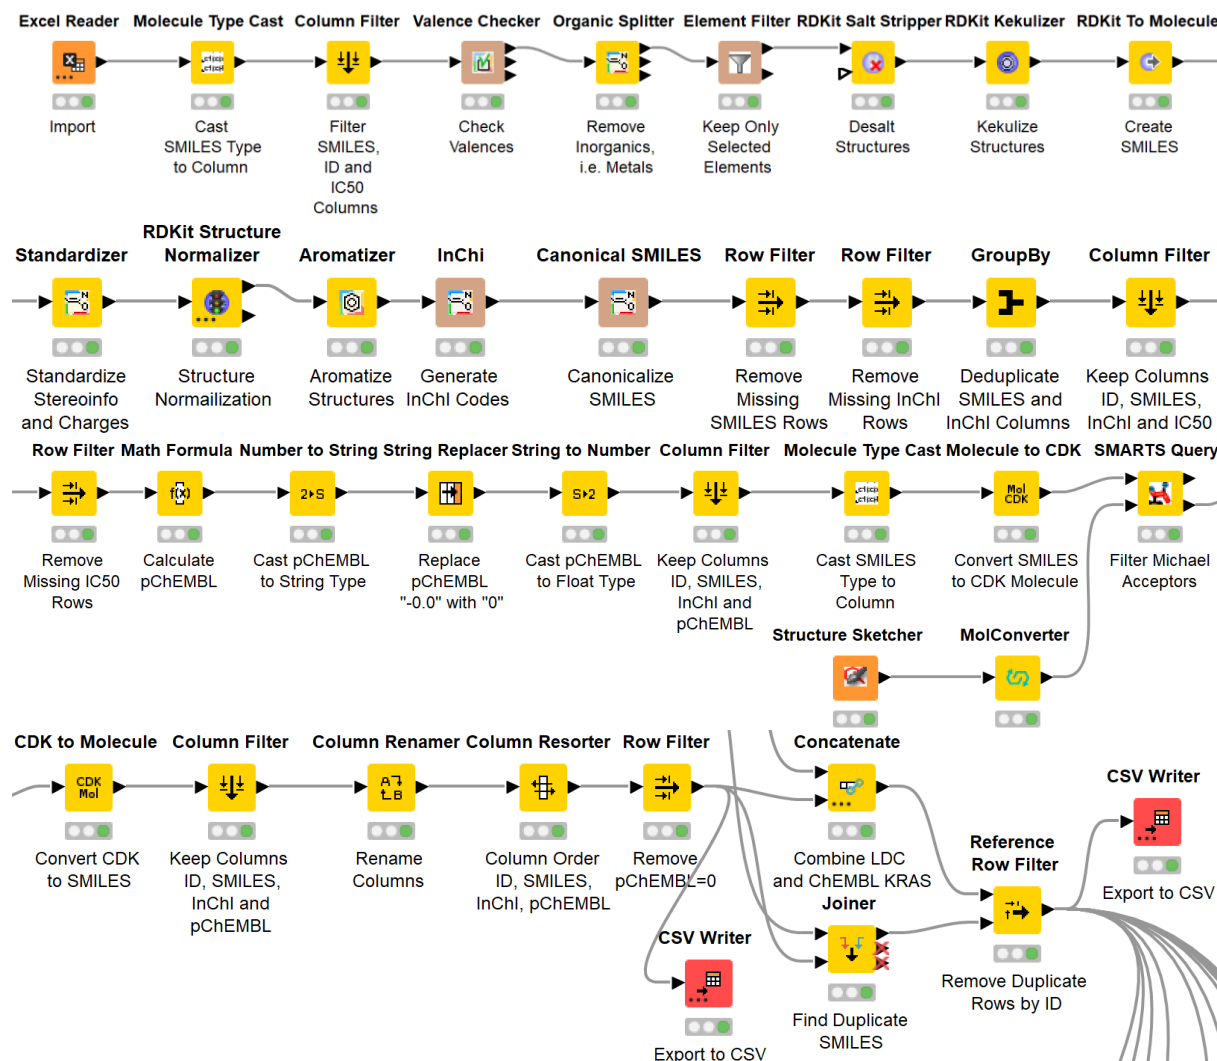 Excel Reader Molecule Type Cast Column Filter Valence Checker Organic Splitter Element Filter RDKit Salt Stripper RDKit Kekulizer RDKit To Molecule
Import
Cast
SMILES Type
to Column
Filter
SMILES,
ID and
IC50
Columns
Check
Valences
Remove
Inorganics,
i.e. Metals
Keep Only
Selected
Elements
Desalt
Structures
Kekulize
Structures
Create
SMILES
Standardizer
RDKit Structure
Normalizer
Aromatizer
InChi
Canonical SMILES
Row Filter
Row Filter
GroupBy
Column Filter
Standardize
Stereoinfo
and Charges
Structure
Normailization
Aromatize
Structures
Generate
InChI Codes
Canonicalize
SMILES
Remove
Missing
SMILES Rows
Remove
Missing InChI
Rows
Deduplicate
SMILES and
InChI Columns
Keep Columns
ID, SMILES,
InChI and IC50
Row Filter Math Formula Number to String String Replacer String to Number Column Filter Molecule Type Cast Molecule to CDK SMARTS Query
f(x)
2▸S
S▸2
Mol
CDK
Remove
Missing IC50
Rows
Calculate
pChEMBL
Cast pChEMBL
to String Type
Replace
pChEMBL
"-0.0" with "0"
Cast pChEMBL
to Float Type
Keep Columns
ID, SMILES,
InChI and
pChEMBL
Cast SMILES
Type to
Column
Convert SMILES
to CDK Molecule
Filter Michael
Acceptors
Structure Sketcher
MolConverter
CDK to Molecule
Column Filter
Column Renamer
Column Resorter
Row Filter
Concatenate
CDK
Mol
A
B
Convert CDK
to SMILES
Keep Columns
ID, SMILES,
InChI and
pChEMBL
Rename
Columns
Column Order
ID, SMILES,
InChI, pChEMBL
Remove
pChEMBL=0
Combine LDC
and ChEMBL KRAS
CSV Writer
Export to CSV
Reference
Row Filter
Remove Duplicate
Rows by ID
Joiner
Find Duplicate
SMILES
CSV Writer
Export to CSV